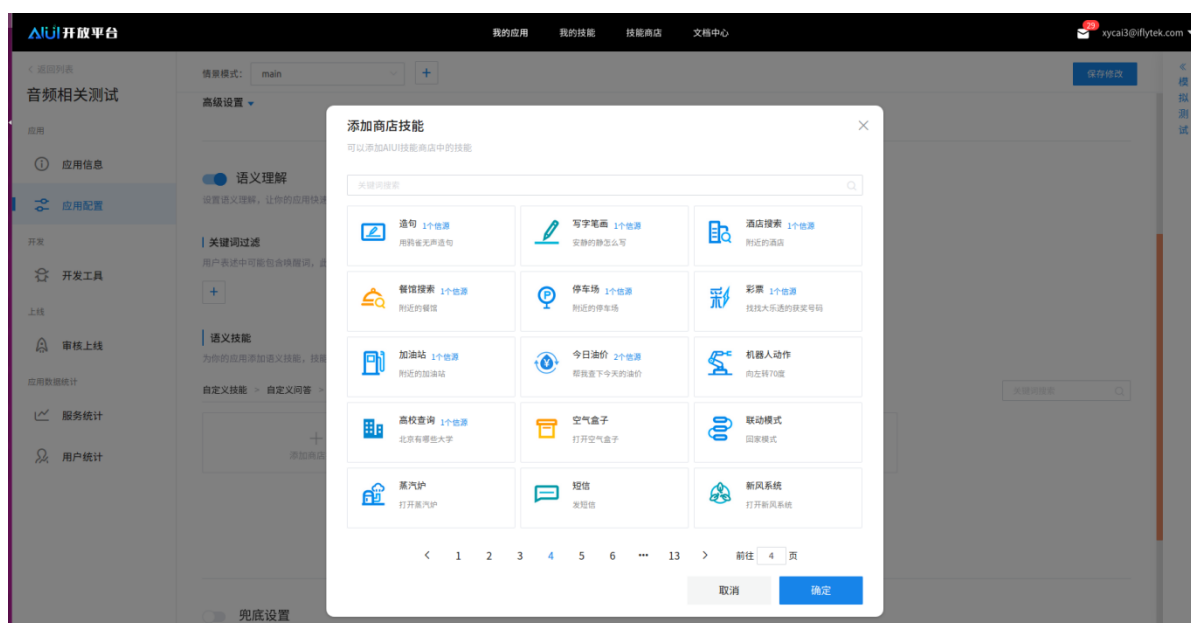 AIUI开放平台
我的应用 我的技能 技能商店 文档中心
29
xycai3@iflytek.com
< 返回列表
音频相关测试
应用
应用信息
应用配置
开发
开发工具
上线
审核上线
应用数据统计
服务统计
用户统计
情景模式: main
保存修改
高级设置
语义理解
设置语义理解，让你的应用快速
关键词过滤
用户表述中可能包含唤醒词，此
语义技能
为你的应用添加语义技能，技能
自定义技能 自定义问答
关键词搜索
添加商店
兜底设置
«
模
拟
测
试
添加商店技能
可以添加AIUI技能商店中的技能
关键词搜索
造句 1个信源
用鸦雀无声造句
写字笔画 1个信源
安静的静怎么写
酒店搜索 1个信源
附近的酒店
餐馆搜索 1个信源
附近的餐馆
停车场 1个信源
附近的停车场
彩票 1个信源
找找大乐透的获奖号码
加油站 1个信源
附近的加油站
今日油价 2个信源
帮我查下今天的油价
机器人动作
向左转70度
高校查询 1个信源
北京有哪些大学
空气盒子
打开空气盒子
联动模式
回家模式
蒸汽炉
打开蒸汽炉
短信
发短信
新风系统
打开新风系统
< 1 2 3 4 5 6 ••• 13 > 前往 4 页
取消 确定